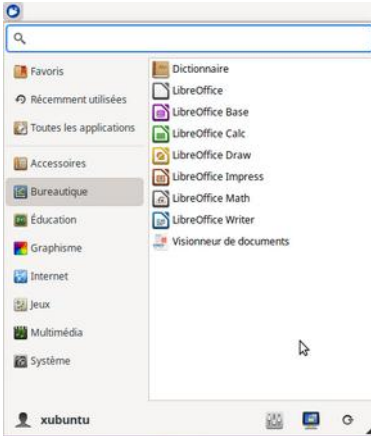 Favoris
Récemment utilisées
Toutes les applications
Accessoires
Bureautique
Éducation
Graphisme
Internet
Jeux
Multimédia
Système
Dictionnaire
LibreOffice
LibreOffice Base
LibreOffice Calc
LibreOffice Draw
LibreOffice Impress
LibreOffice Math
LibreOffice Writer
Visionneur de documents
xubuntu